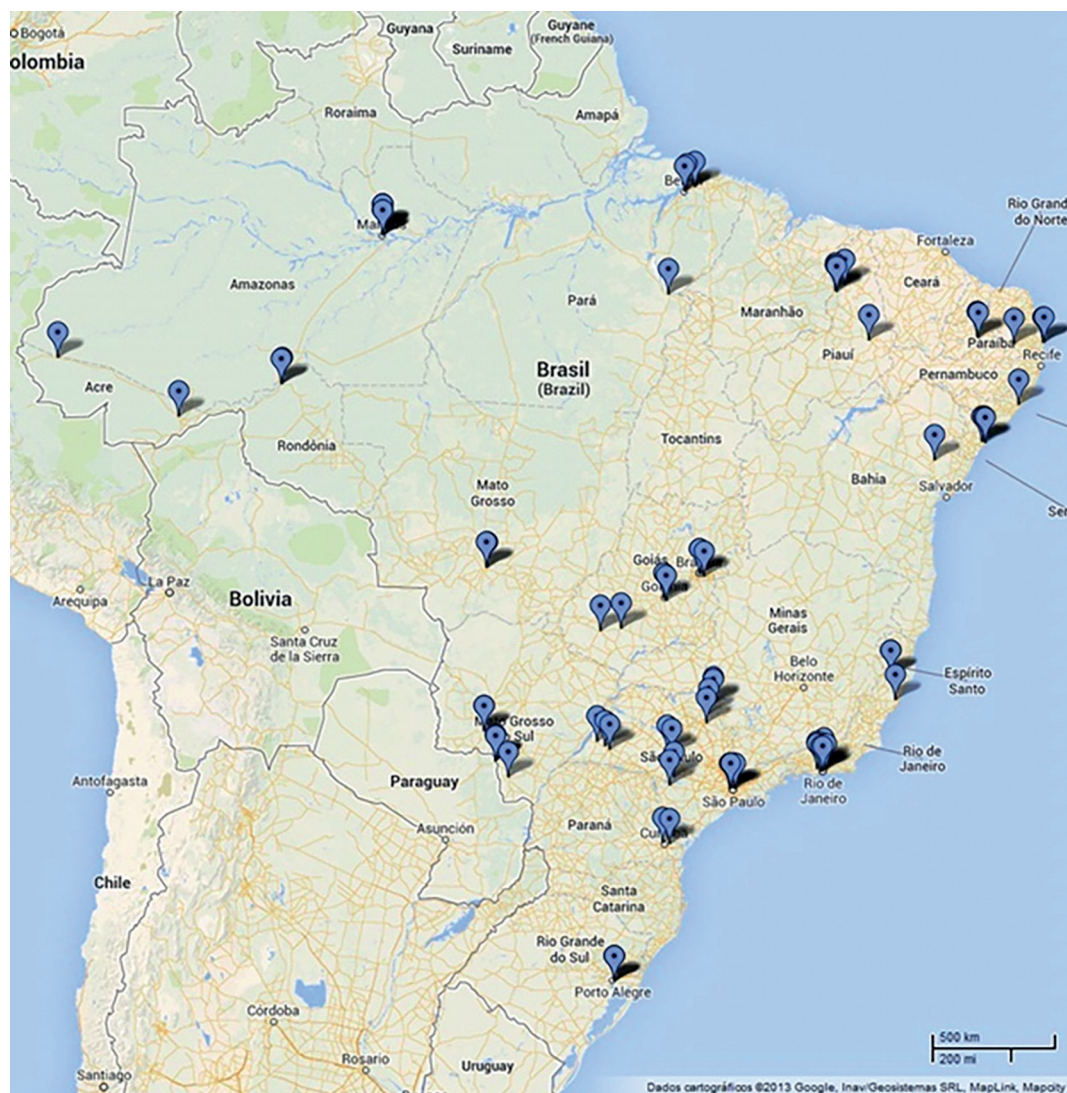 Bogotá
olombia
Guyana
Suriname
Guyane
(French Guiana)
Roraima
Amapá
Rio Grand
do Norte
Fortaleza
Ceará
Amazonas
Pará
Maranhão
Piauí
Paraíba
Recife
Brasil
(Brazil)
Acre
Pernambuco
Rondônia
Tocantins
Mato
Grosso
Bahia
Salvador
Ser
Goiás
La Paz
Arequipa
Bolivia
Santa Cruz
de la Sierra
Minas
Gerais
Belo
Horizonte
Espírito
Santo
Grosso
Sul
Rio de
Janeiro
Paraguay
Antofagasta
São Paulo
Rio de
Janeiro
Asunción
Paraná
Chile
Santa
Catarina
Rio Grande
do Sul
Porto Alegre
Córdoba
Rosario
Uruguay
Santiago
500 km
200 mi
Dados cartográficos ©2013 Google, Inav/Geosistemas SRL, MapLink, Mapcity